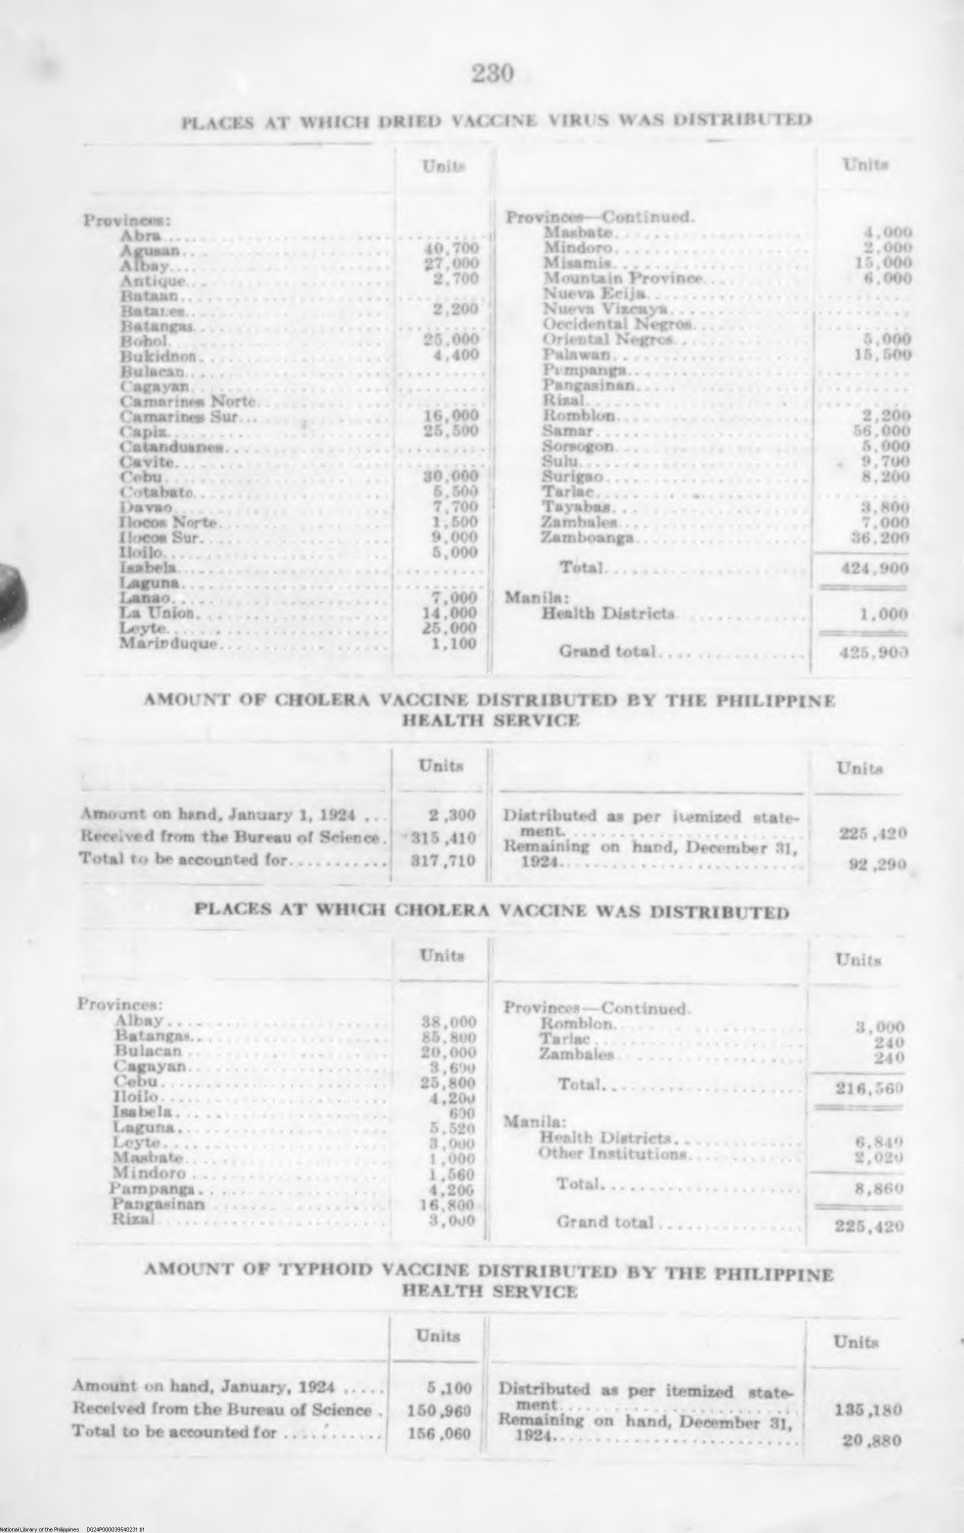 230
PLACES AT WHICH DRIED VACCINE VIRUS WAS DISTRIBUTED
Units
Provinces:
Abra
Agusan 40,700
Albay 27,000
Antique 2,700
Bataan
Batanes 2,200
Batangas
Bohol 25,000
Bukidnon 4,400
Bulacan
Cagayan
Camarines Norte
Camarines Sur 16,000
Capiz 25,500
Catanduanes
Cavite
Cebu 30,000
Cotabato 5,500
Davao 7,700
Ilocos Norte 1,500
Ilocos Sur 9,000
Iloilo 5,000
Isabela
Laguna
Lanao 7,000
La Union 14,000
Leyte 25,000
Marinduque 1,100
Units
Provinces—Continued.
Masbate 4,000
Mindoro 2,000
Misamis 15,000
Mountain Province 6,000
Nueva Ecija
Nueva Vizcaya
Occidental Negros
Oriental Negros 5,000
Palawan 15,500
Pampanga
Pangasinan
Rizal
Romblon 2,200
Samar 56,000
Sorsogon 5,000
Sulu 9,700
Surigao 8,200
Tarlac
Tayabas 3,800
Zambales 7,000
Zamboanga 36,200
Total 424,900
Manila:
Health Districts 1,000
Grand total 425,900
AMOUNT OF CHOLERA VACCINE DISTRIBUTED BY THE PHILIPPINE
HEALTH SERVICE
Units
Amount on hand, January 1, 1924 2,300
Received from the Bureau of Science 315,410
Total to be accounted for 317,710
Units
Distributed as per itemized state-
ment 225,420
Remaining on hand, December 31,
1924 92,290
PLACES AT WHICH CHOLERA VACCINE WAS DISTRIBUTED
Units
Provinces:
Albay 38,000
Batangas 85,800
Bulacan 20,000
Cagayan 3,600
Cebu 25,800
Iloilo 4,200
Isabela 600
Laguna 5,520
Leyte 3,000
Masbate 1,000
Mindoro 1,560
Pampanga 4,200
Pangasinan 16,800
Rizal 3,000
Units
Provinces—Continued.
Romblon 3,000
Tarlac 240
Zambales 240
Total 216,560
Manila:
Health Districts 6,840
Other Institutions 2,020
Total 8,860
Grand total 225,420
AMOUNT OF TYPHOID VACCINE DISTRIBUTED BY THE PHILIPPINE
HEALTH SERVICE
Units
Amount on hand, January, 1924 5,100
Received from the Bureau of Science 150,960
Total to be accounted for 156,060
Units
Distributed as per itemized state-
ment 135,180
Remaining on hand, December 31,
1924 20,880
National Library of the Philippines